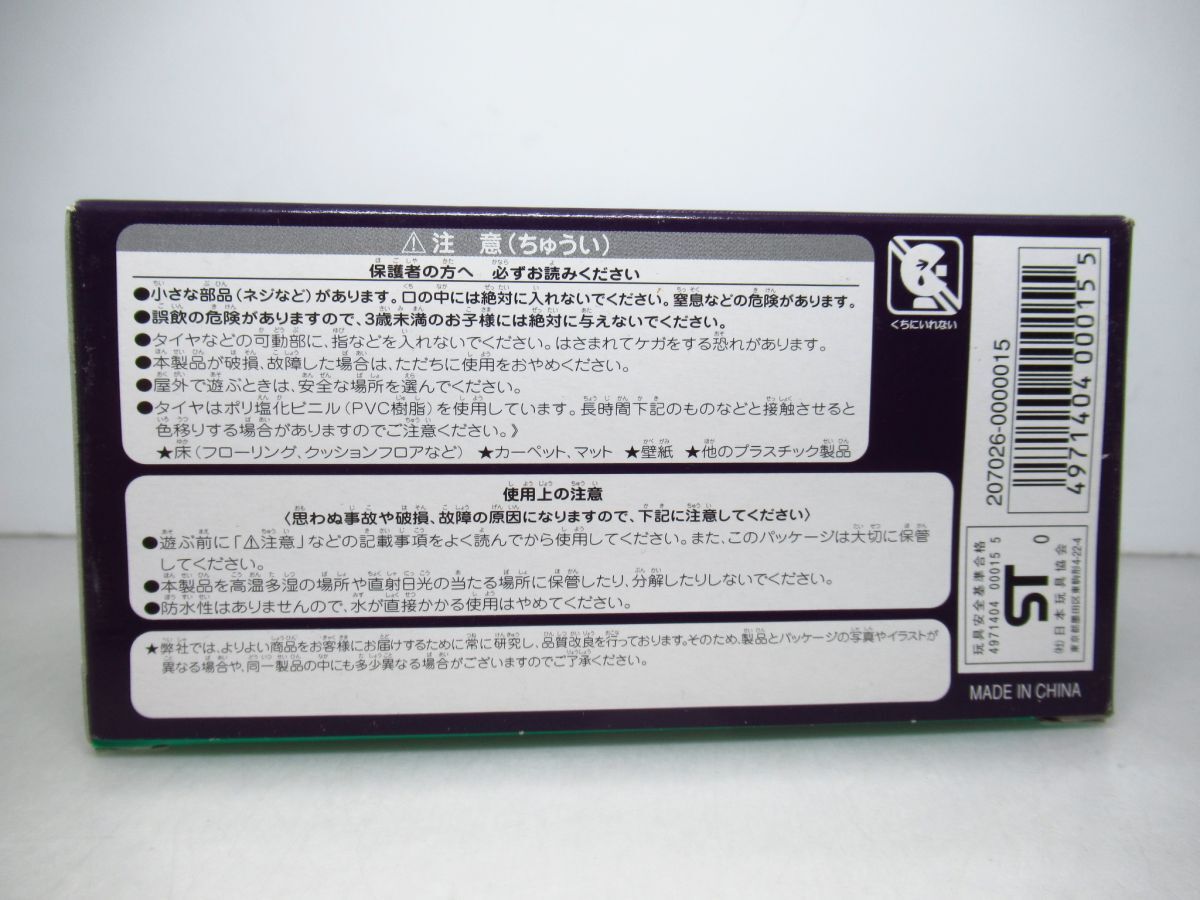 ⚠注 意(ちゅうい)
保護者の方へ 必ずお読みください
●小さな部品(ネジなど)があります。口の中には絶対に入れないでください。窒息などの危険があります。
●誤飲の危険がありますので、3歳未満のお子様には絶対に与えないでください。
●タイヤなどの可動部に、指などを入れないでください。はさまれてケガをする恐れがあります。
●本製品が破損、故障した場合は、ただちに使用をおやめください。
●屋外で遊ぶときは、安全な場所を選んでください。
●タイヤはポリ塩化ビニル(PVC樹脂)を使用しています。長時間下記のものなどと接触させると
色移りする場合がありますのでご注意ください。》
★床(フローリング、クッションフロアなど) ★カーペット、マット ★壁紙 ★他のプラスチック製品
使用上の注意
〈思わぬ事故や破損、故障の原因になりますので、下記に注意してください〉
●遊ぶ前に「⚠注意」などの記載事項をよく読んでから使用してください。また、このパッケージは大切に保管
してください。
●本製品を高温多湿の場所や直射日光の当たる場所に保管したり、分解したりしないでください。
●防水性はありませんので、水が直接かかる使用はやめてください。
★弊社では、よりよい商品をお客様にお届けするために常に研究し、品質改良を行っております。そのため、製品とパッケージの写真やイラストが
異なる場合や、同一製品の中にも多少異なる場合がございますのでご了承ください。
くちにいれない
207026-0000015
4971404 000155
玩具安全基準合格
4971404 00015 5
ST
0
(社)日本玩具協会
東京都墨田区東駒形4-22-4
MADE IN CHINA